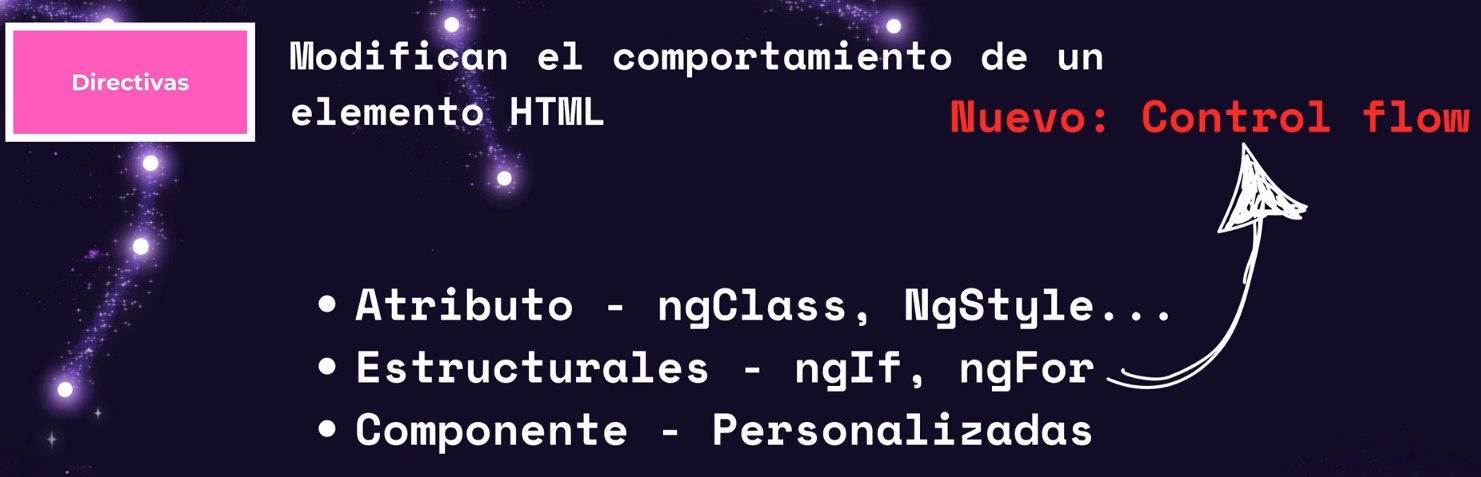 Directivas
Modifican el comportamiento de un
elemento HTML
Nuevo: Control flow
Atributo - ngClass, NgStyle...
Estructurales - ngIf, ngFor
Componente - Personalizadas